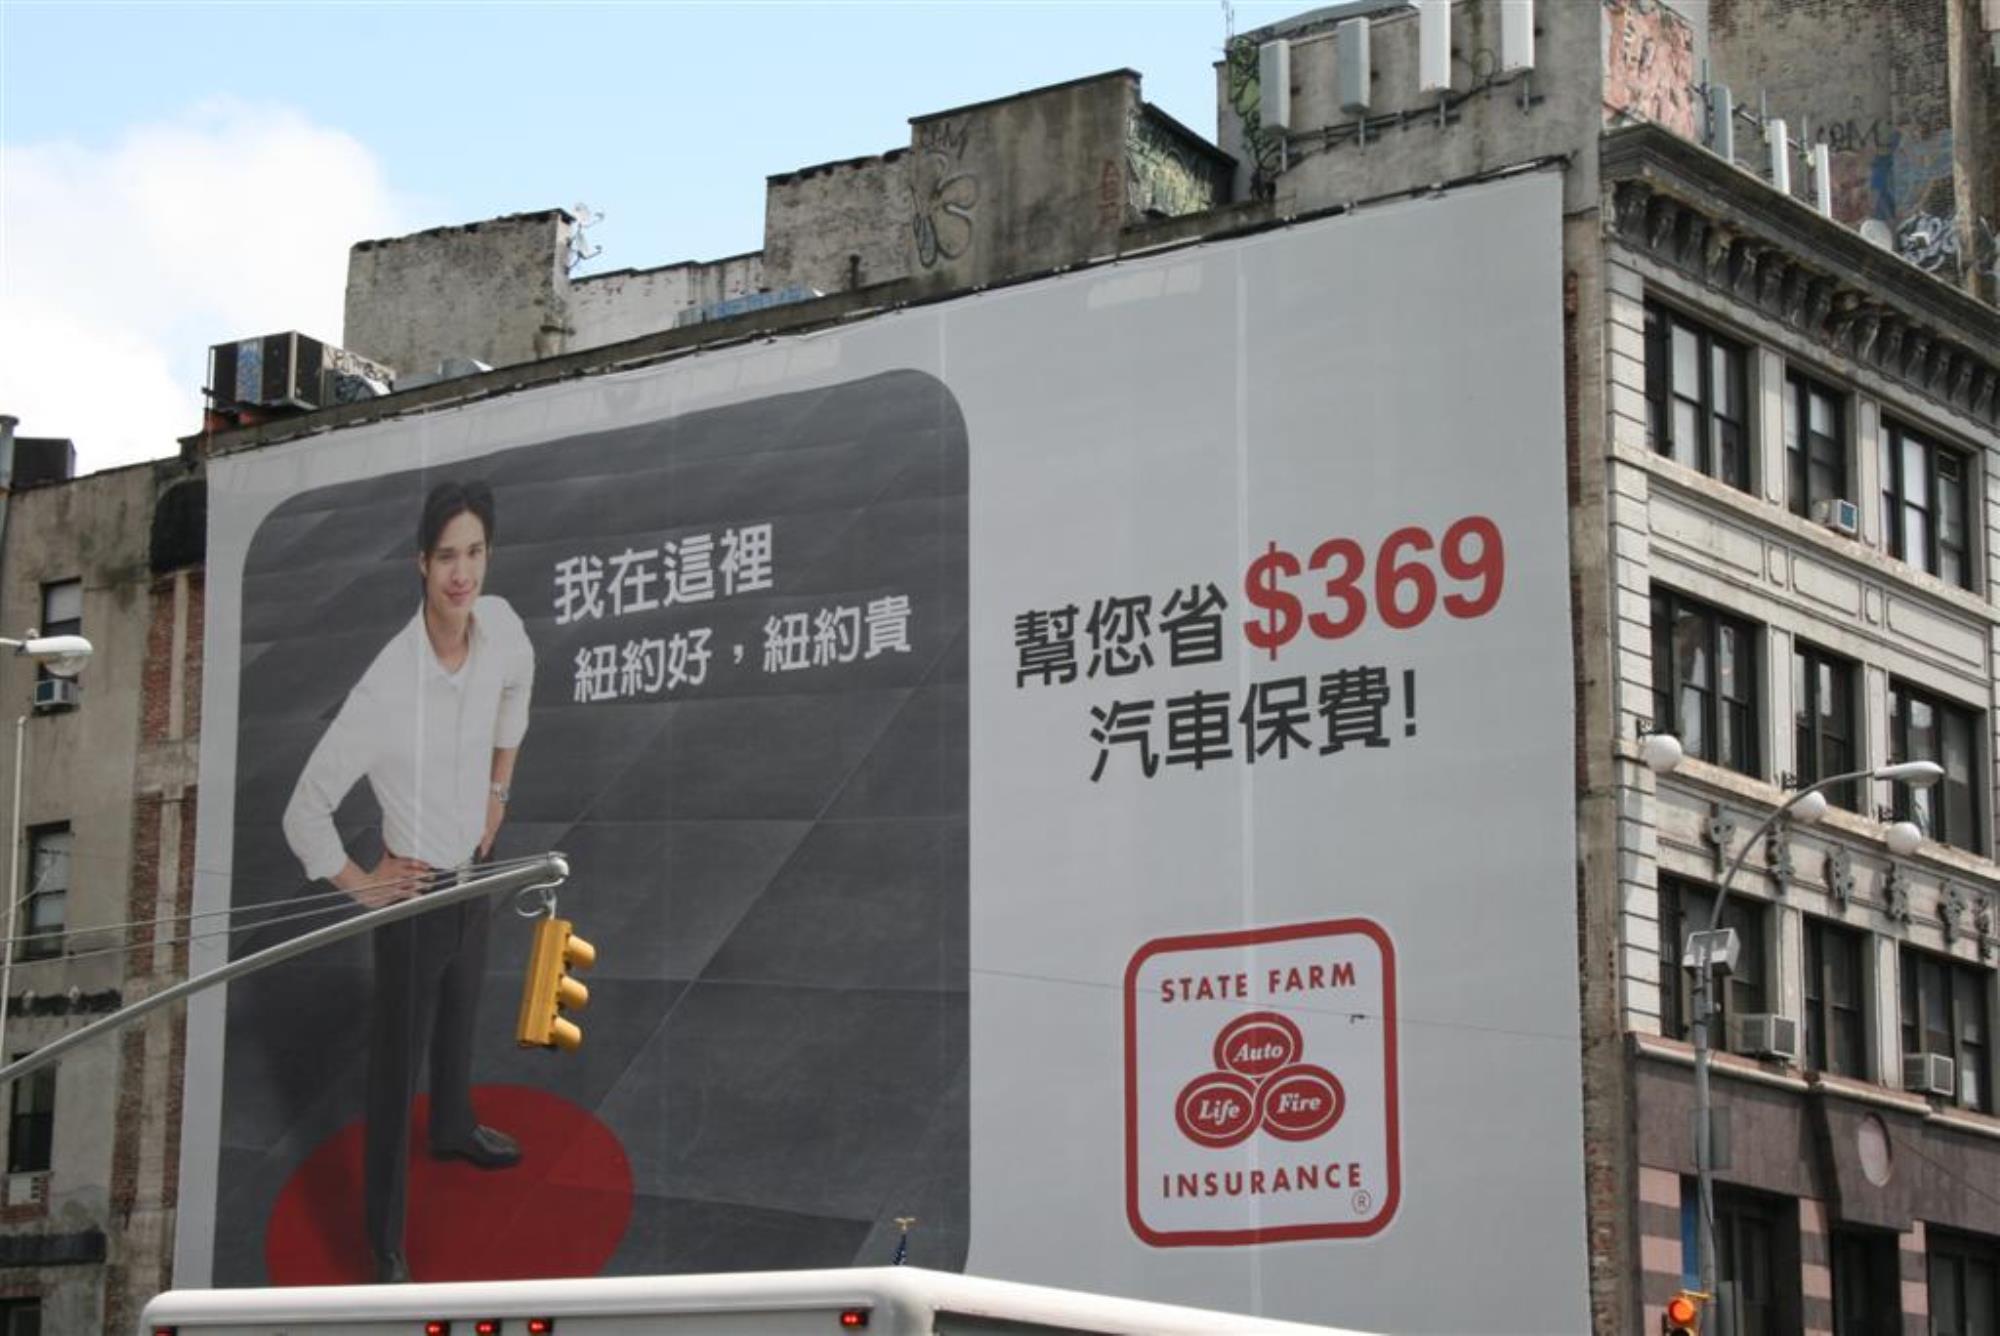 我在這裡
紐約好，紐約貴
幫您省$369
汽車保費!
STATE FARM
Auto
Life Fire
INSURANCE
®